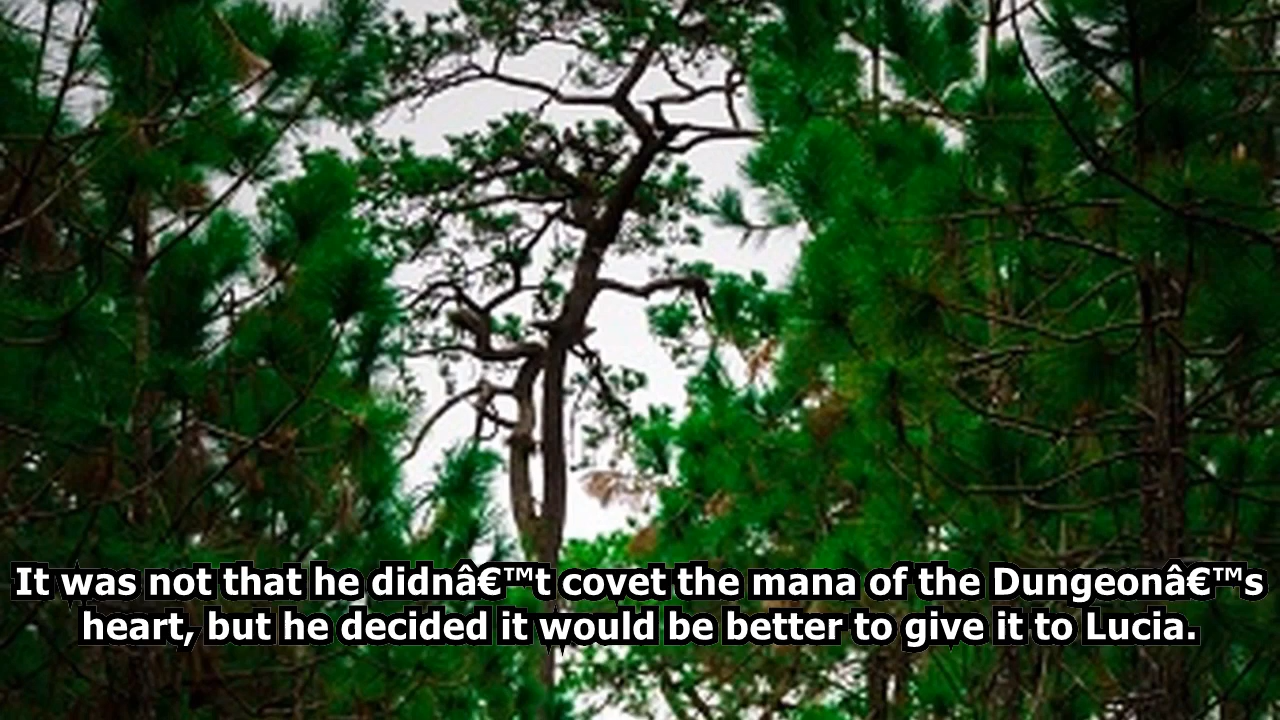 It was not that he didnâ€™t covet the mana of the Dungeonâ€™s
heart, but he decided it would be better to give it to Lucia.